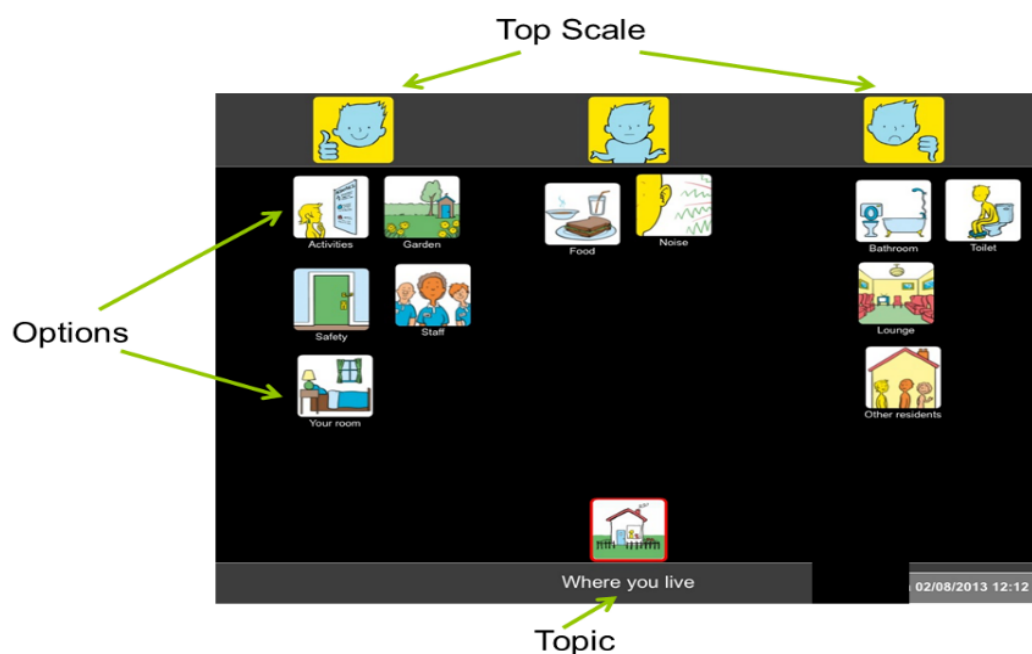 Top Scale
Activities
Garden
Food
Noise
Bathroom
Toilet
Options
Safety
Staff
Lounge
Your room
Other residents
Where you live
02/08/2013 12:12
Topic